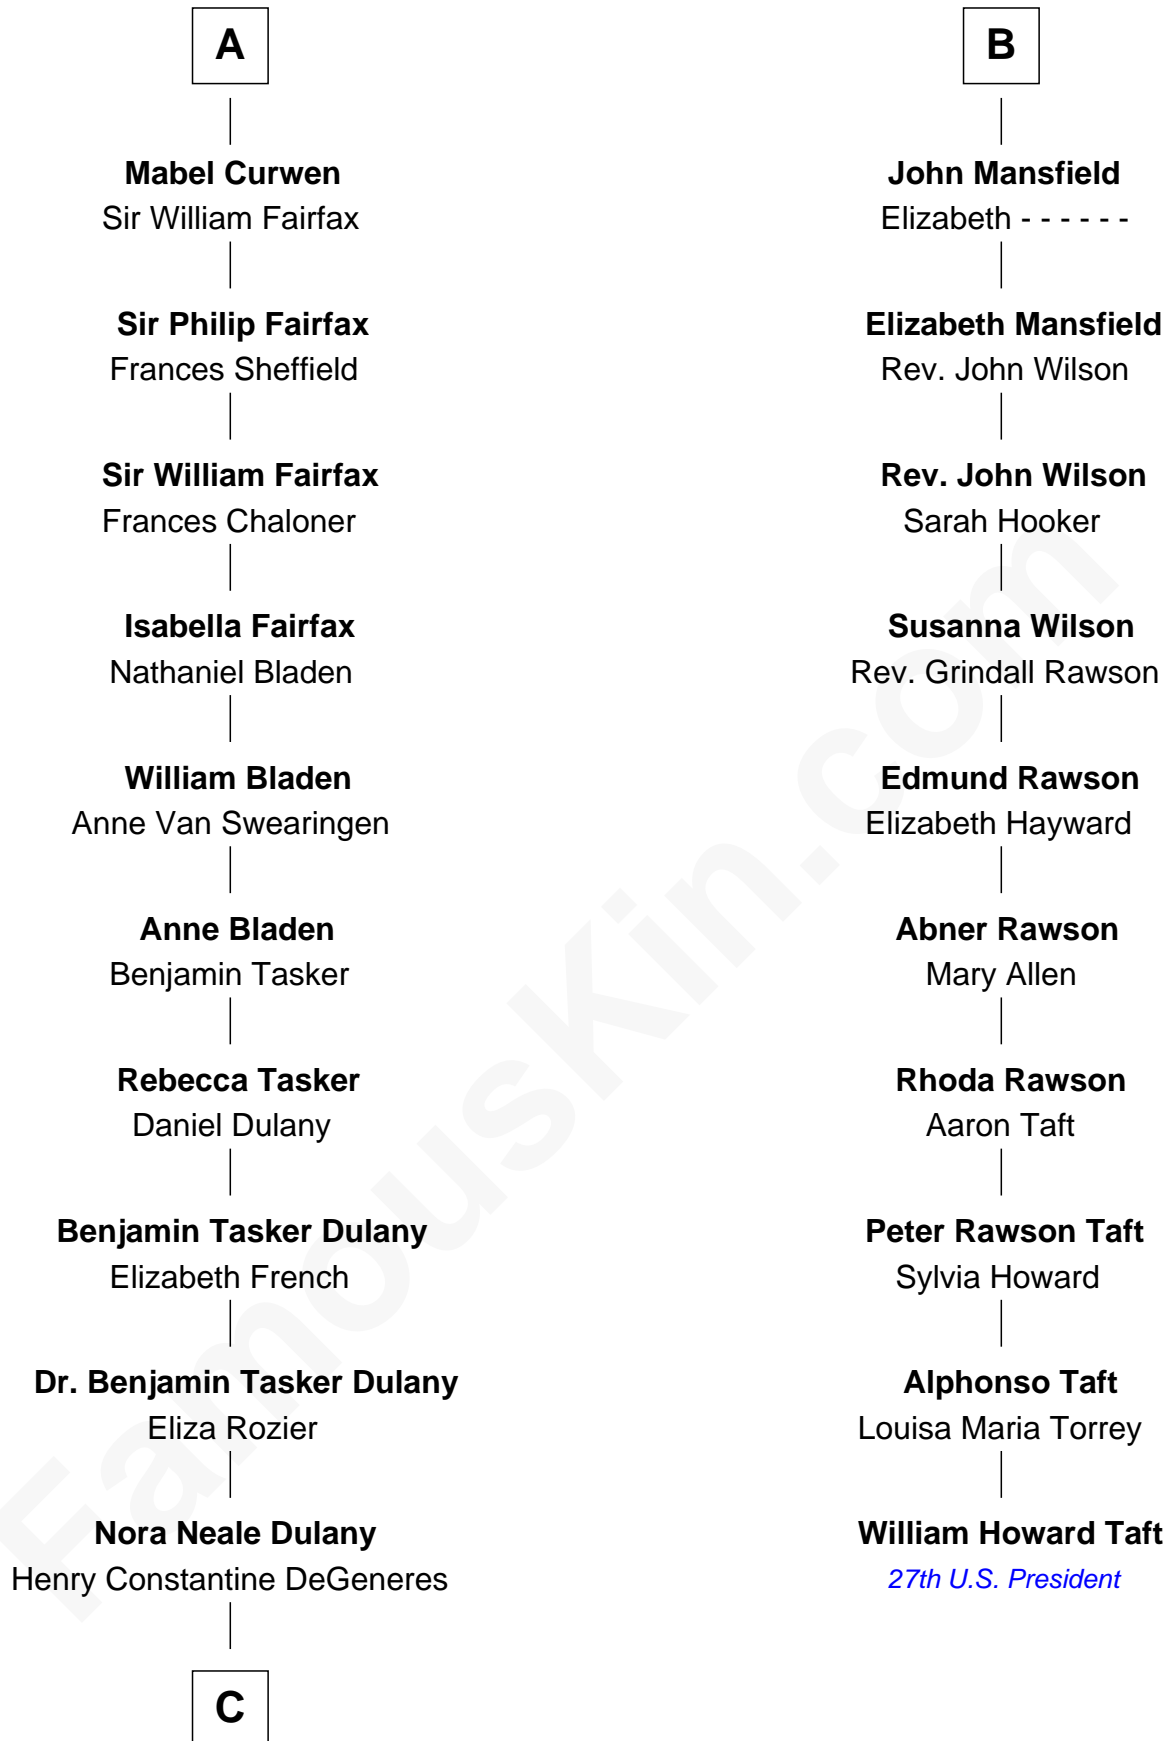 A
Mabel Curwen
Sir William Fairfax
Sir Philip Fairfax
Frances Sheffield
Sir William Fairfax
Frances Chaloner
Isabella Fairfax
Nathaniel Bladen
William Bladen
Anne Van Swearingen
Anne Bladen
Benjamin Tasker
Rebecca Tasker
Daniel Dulany
Benjamin Tasker Dulany
Elizabeth French
Dr. Benjamin Tasker Dulany
Eliza Rozier
Nora Neale Dulany
Henry Constantine DeGeneres
C
B
John Mansfield
Elizabeth - - - - - -
Elizabeth Mansfield
Rev. John Wilson
Rev. John Wilson
Sarah Hooker
Susanna Wilson
Rev. Grindall Rawson
Edmund Rawson
Elizabeth Hayward
Abner Rawson
Mary Allen
Rhoda Rawson
Aaron Taft
Peter Rawson Taft
Sylvia Howard
Alphonso Taft
Louisa Maria Torrey
William Howard Taft
27th U.S. President
FamousKin.com